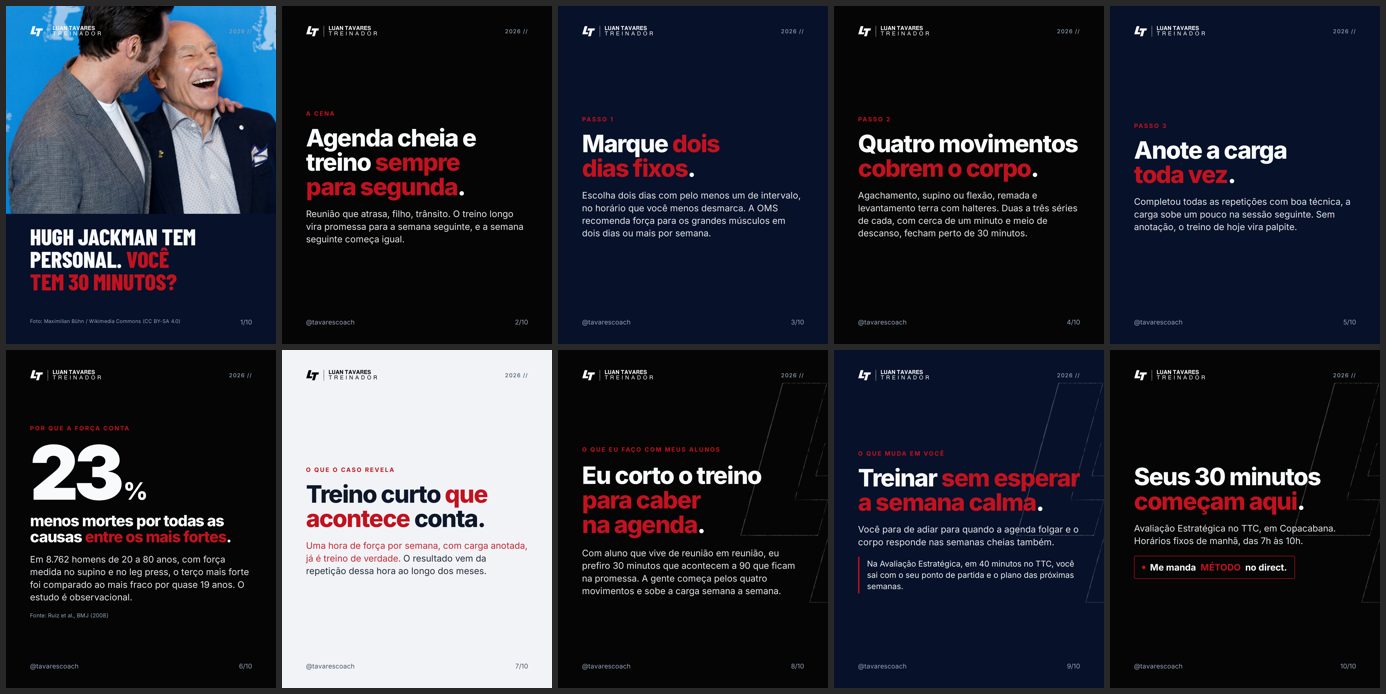 LT LUAN TAVARES
TREINADOR
2026 //
HUGH JACKMAN TEM
PERSONAL. VOCÊ
TEM 30 MINUTOS?
Foto: Maximilian Bühn / Wikimedia Commons (CC BY-SA 4.0)
1/10
LT LUAN TAVARES
TREINADOR
2026 //
A CENA
Agenda cheia e
treino sempre
para segunda.
Reunião que atrasa, filho, trânsito. O treino longo
vira promessa para a semana seguinte, e a semana
seguinte começa igual.
@tavarescoach
2/10
LT LUAN TAVARES
TREINADOR
2026 //
PASSO 1
Marque dois
dias fixos.
Escolha dois dias com pelo menos um de intervalo,
no horário que você menos desmarca. A OMS
recomenda força para os grandes músculos em
dois dias ou mais por semana.
@tavarescoach
3/10
LT LUAN TAVARES
TREINADOR
2026 //
PASSO 2
Quatro movimentos
cobrem o corpo.
Agachamento, supino ou flexão, remada e
levantamento terra com halteres. Duas a três séries
de cada, com cerca de um minuto e meio de
descanso, fecham perto de 30 minutos.
@tavarescoach
4/10
LT LUAN TAVARES
TREINADOR
2026 //
PASSO 3
Anote a carga
toda vez.
Completou todas as repetições com boa técnica, a
carga sobe um pouco na sessão seguinte. Sem
anotação, o treino de hoje vira palpite.
@tavarescoach
5/10
LT LUAN TAVARES
TREINADOR
2026 //
POR QUE A FORÇA CONTA
23%
menos mortes por todas as
causas entre os mais fortes.
Em 8.762 homens de 20 a 80 anos, com força
medida no supino e no leg press, o terço mais forte
foi comparado ao mais fraco por quase 19 anos. O
estudo é observacional.
Fonte: Ruiz et al., BMJ (2008)
@tavarescoach
6/10
LT LUAN TAVARES
TREINADOR
2026 //
O QUE O CASO REVELA
Treino curto que
acontece conta.
Uma hora de força por semana, com carga anotada,
já é treino de verdade. O resultado vem da
repetição dessa hora ao longo dos meses.
@tavarescoach
7/10
LT LUAN TAVARES
TREINADOR
2026 //
O QUE EU FAÇO COM MEUS ALUNOS
Eu corto o treino
para caber
na agenda.
Com aluno que vive de reunião em reunião, eu
prefiro 30 minutos que acontecem a 90 que ficam
na promessa. A gente começa pelos quatro
movimentos e sobe a carga semana a semana.
@tavarescoach
8/10
LT LUAN TAVARES
TREINADOR
2026 //
O QUE MUDA EM VOCÊ
Treinar sem esperar
a semana calma.
Você para de adiar para quando a agenda folgar e o
corpo responde nas semanas cheias também.
Na Avaliação Estratégica, em 40 minutos no TTC, você
sai com o seu ponto de partida e o plano das próximas
semanas.
@tavarescoach
9/10
LT LUAN TAVARES
TREINADOR
2026 //
Seus 30 minutos
começam aqui.
Avaliação Estratégica no TTC, em Copacabana.
Horários fixos de manhã, das 7h às 10h.
Me manda MÉTODO no direct.
@tavarescoach
10/10